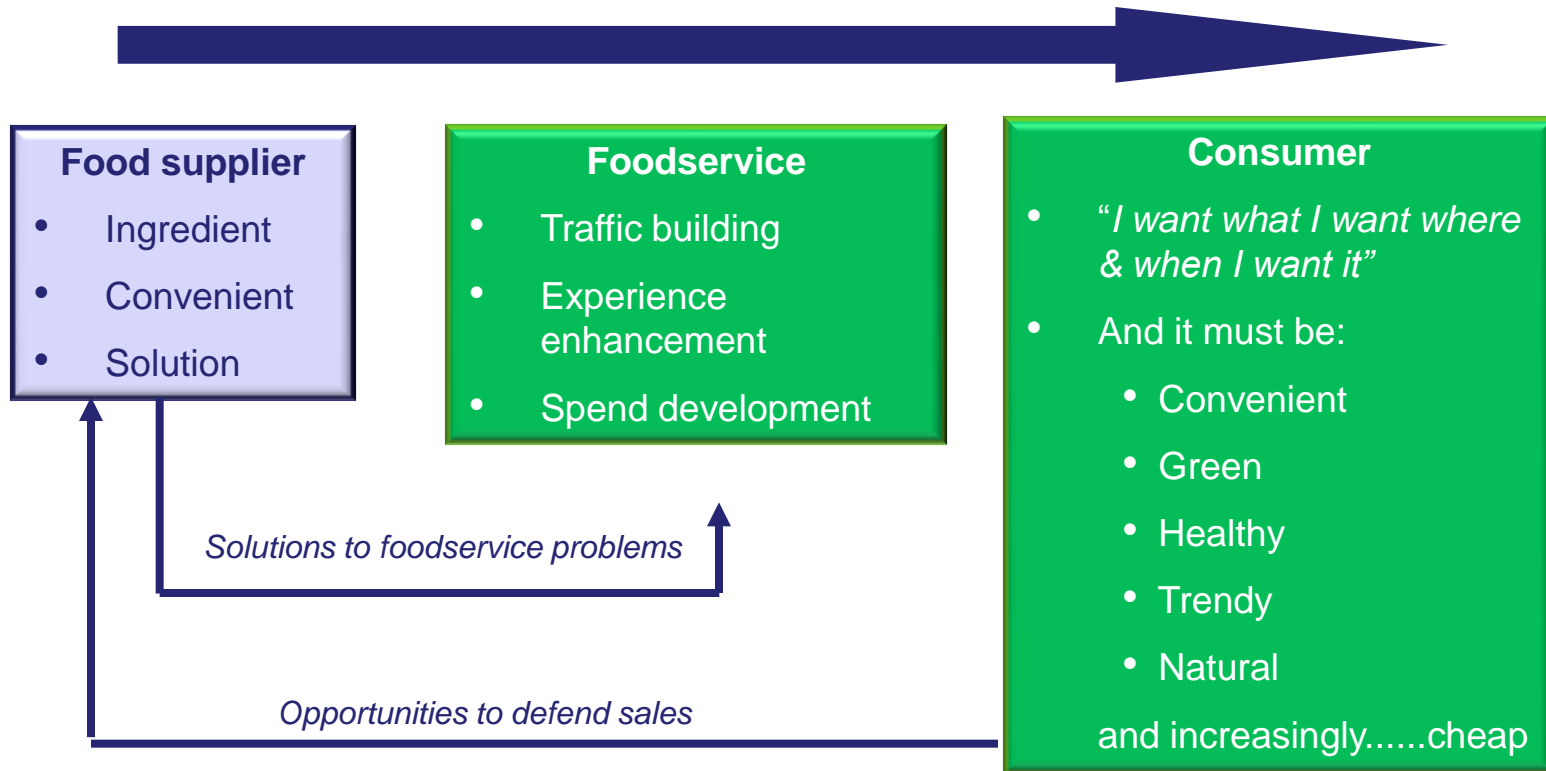 Food supplier
• Ingredient
• Convenient
• Solution
Foodservice
• Traffic building
• Experience
enhancement
• Spend development
Consumer
• “I want what I want where
& when I want it”
• And it must be:
• Convenient
• Green
• Healthy
• Trendy
• Natural
and increasingly......cheap
Solutions to foodservice problems
Opportunities to defend sales